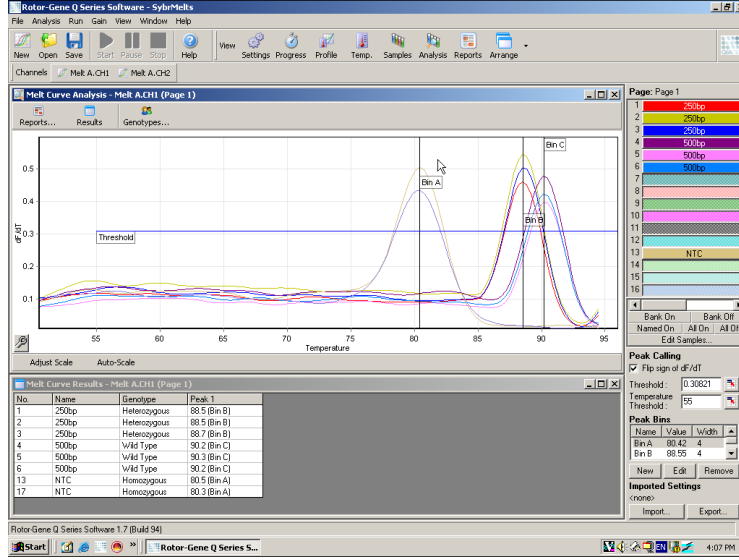 Rotor-Gene Q Series Software - SybrMelts
File Analysis Run Gain View Window Help
New Open Save Start Pause Stop Help View Settings Progress Profile Temp. Samples Analysis Reports Arrange
Channels Melt A.CH1 Melt A.CH2
Melt Curve Analysis - Melt A.CH1 (Page 1)
Reports... Results Genotypes...
Bin C
Bin A
Bin B
Threshold
dF/dT
0.5
0.4
0.3
0.2
0.1
55 60 65 70 75 80 85 90 95
Temperature
Adjust Scale Auto-Scale
Melt Curve Results - Melt A.CH1 (Page 1)
No. Name Genotype Peak 1
1 250bp Heterozygous 88.5 (Bin B)
2 250bp Heterozygous 88.5 (Bin B)
3 250bp Heterozygous 88.7 (Bin B)
4 500bp Wild Type 90.2 (Bin C)
5 500bp Wild Type 90.3 (Bin C)
6 500bp Wild Type 90.2 (Bin C)
13 NTC Homozygous 80.5 (Bin A)
17 NTC Homozygous 80.3 (Bin A)
Page: Page 1
1 250bp
2 250bp
3 250bp
4 500bp
5 500bp
6 500bp
7
8
9
10
11
12
13 NTC
14
15
16
Bank On Bank Off
Named On All On All Off
Edit Samples...
Peak Calling
Flip sign of dF/dT
Threshold : 0.30821
Temperature
Threshold : 55
Peak Bins
Name Value Width
Bin A 80.42 4
Bin B 88.55 4
New Edit Remove
Imported Settings
<none>
Import... Export...
Rotor-Gene Q Series Software 1.7 (Build 94)
Start Rotor-Gene Q Series S... EN 4:07 PM